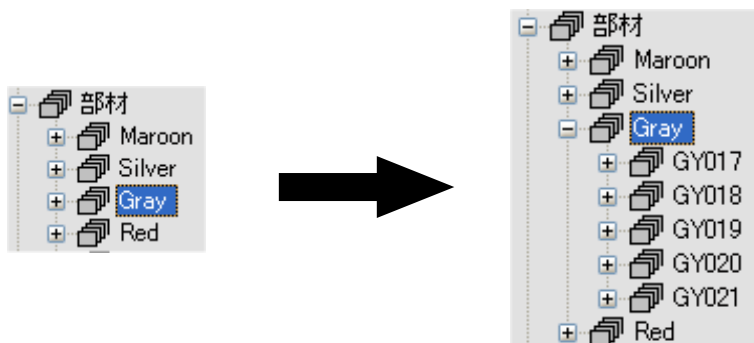 部材
Maroon
Silver
Gray
Red
部材
Maroon
Silver
Gray
GY017
GY018
GY019
GY020
GY021
Red